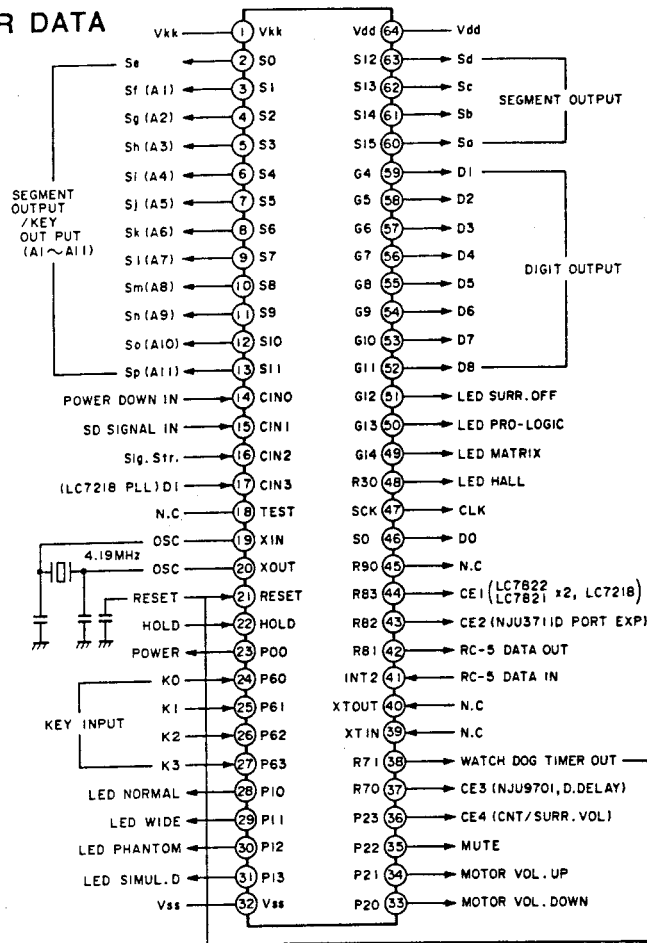 R DATA
Vkk 1 Vkk Vdd 64 Vdd
Se 2 S0 S12 63 Sd
Sf (A1) 3 S1 S13 62 Sc
Sg (A2) 4 S2 S14 61 Sb
Sh (A3) 5 S3 S15 60 Sa
SEGMENT OUTPUT
Si (A4) 6 S4 G4 59 D1
Sj (A5) 7 S5 G5 58 D2
Sk (A6) 8 S6 G6 57 D3
Sl (A7) 9 S7 G7 56 D4
Sm (A8) 10 S8 G8 55 D5
Sn (A9) 11 S9 G9 54 D6
So (A10) 12 S10 G10 53 D7
Sp (A11) 13 S11 G11 52 D8
SEGMENT
OUTPUT
/KEY
OUT PUT
(A1~A11)
DIGIT OUTPUT
POWER DOWN IN 14 CIN0 G12 51 LED SURR.OFF
SD SIGNAL IN 15 CIN1 G13 50 LED PRO-LOGIC
Sig. Str. 16 CIN2 G14 49 LED MATRIX
(LC7218 PLL) DI 17 CIN3 R30 48 LED HALL
N.C 18 TEST SCK 47 CLK
OSC 19 XIN SO 46 DO
4.19MHz
OSC 20 XOUT R90 45 N.C
RESET 21 RESET R83 44 CE1 (LC7822 LC7821 x2, LC7218)
HOLD 22 HOLD R82 43 CE2 (NJU3711D PORT EXP)
POWER 23 P00 R81 42 RC-5 DATA OUT
K0 24 P60 INT2 41 RC-5 DATA IN
K1 25 P61 XTOUT 40 N.C
KEY INPUT
K2 26 P62 XTIN 39 N.C
K3 27 P63 R71 38 WATCH DOG TIMER OUT
LED NORMAL 28 P10 R70 37 CE3 (NJU9701, D.DELAY)
LED WIDE 29 P11 P23 36 CE4 (CNT/SURR.VOL)
LED PHANTOM 30 P12 P22 35 MUTE
LED SIMUL.D 31 P13 P21 34 MOTOR VOL.UP
Vss 32 Vss P20 33 MOTOR VOL.DOWN